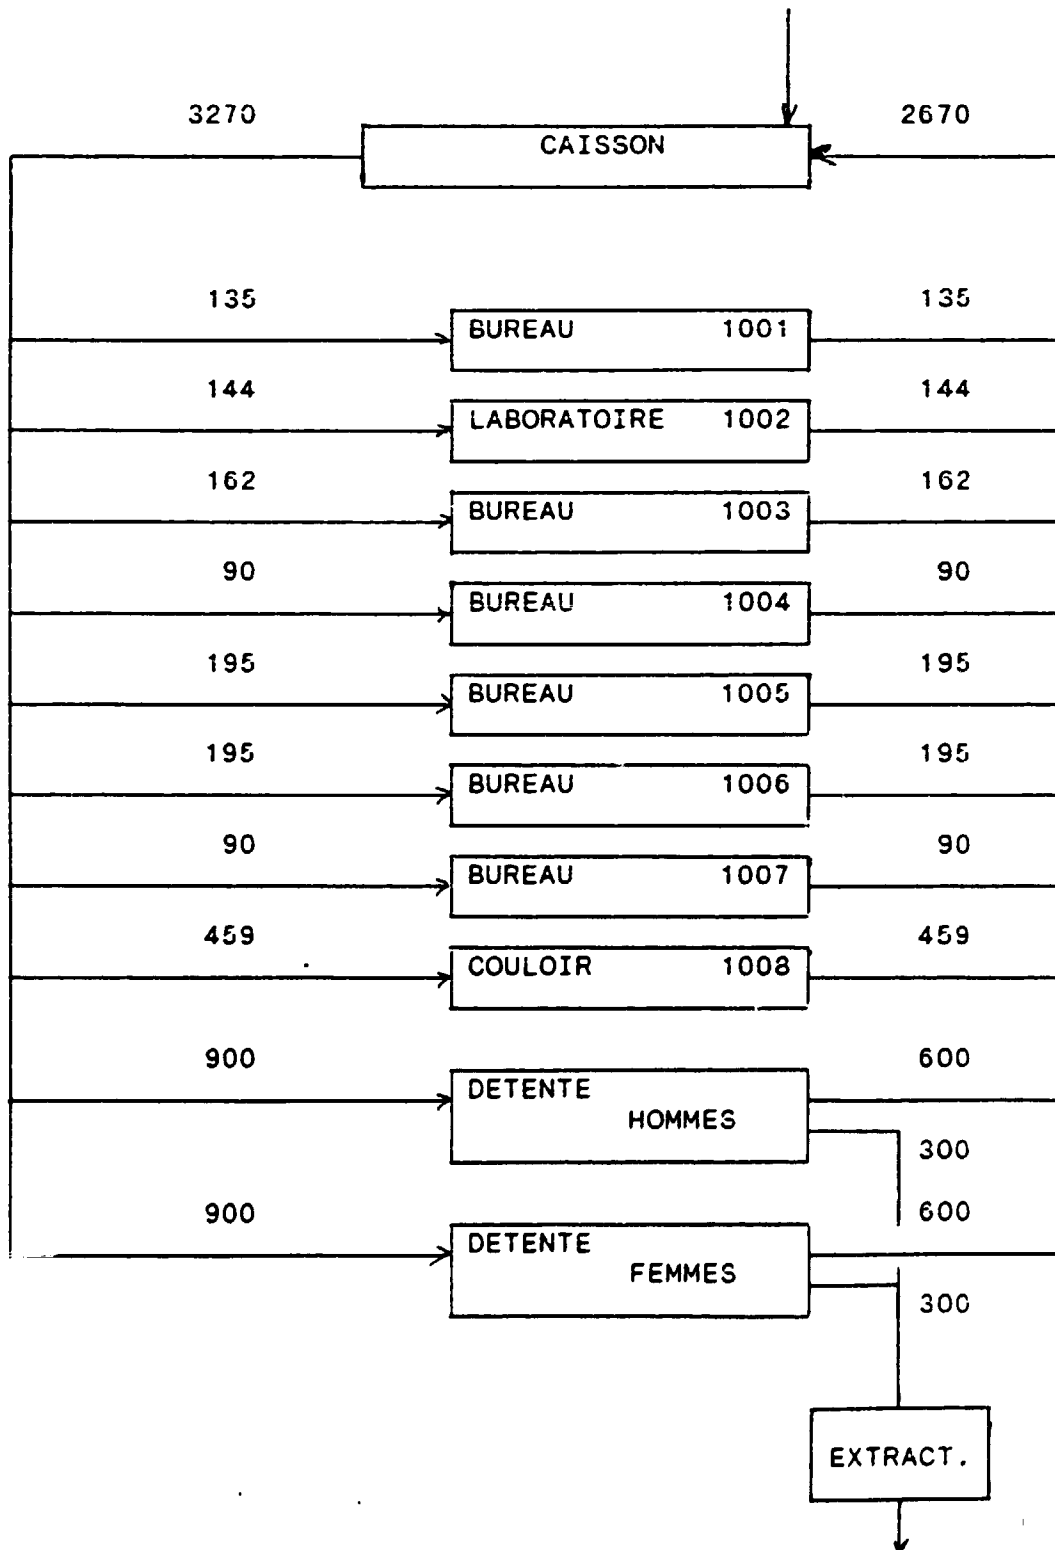 3270 2670
CAISSON
135 135
BUREAU 1001
144 144
LABORATOIRE 1002
162 162
BUREAU 1003
90 90
BUREAU 1004
195 195
BUREAU 1005
195 195
BUREAU 1006
90 90
BUREAU 1007
459 459
COULOIR 1008
900 600
DETENTE
HOMMES
300
900 600
DETENTE
FEMMES
300
EXTRACT.